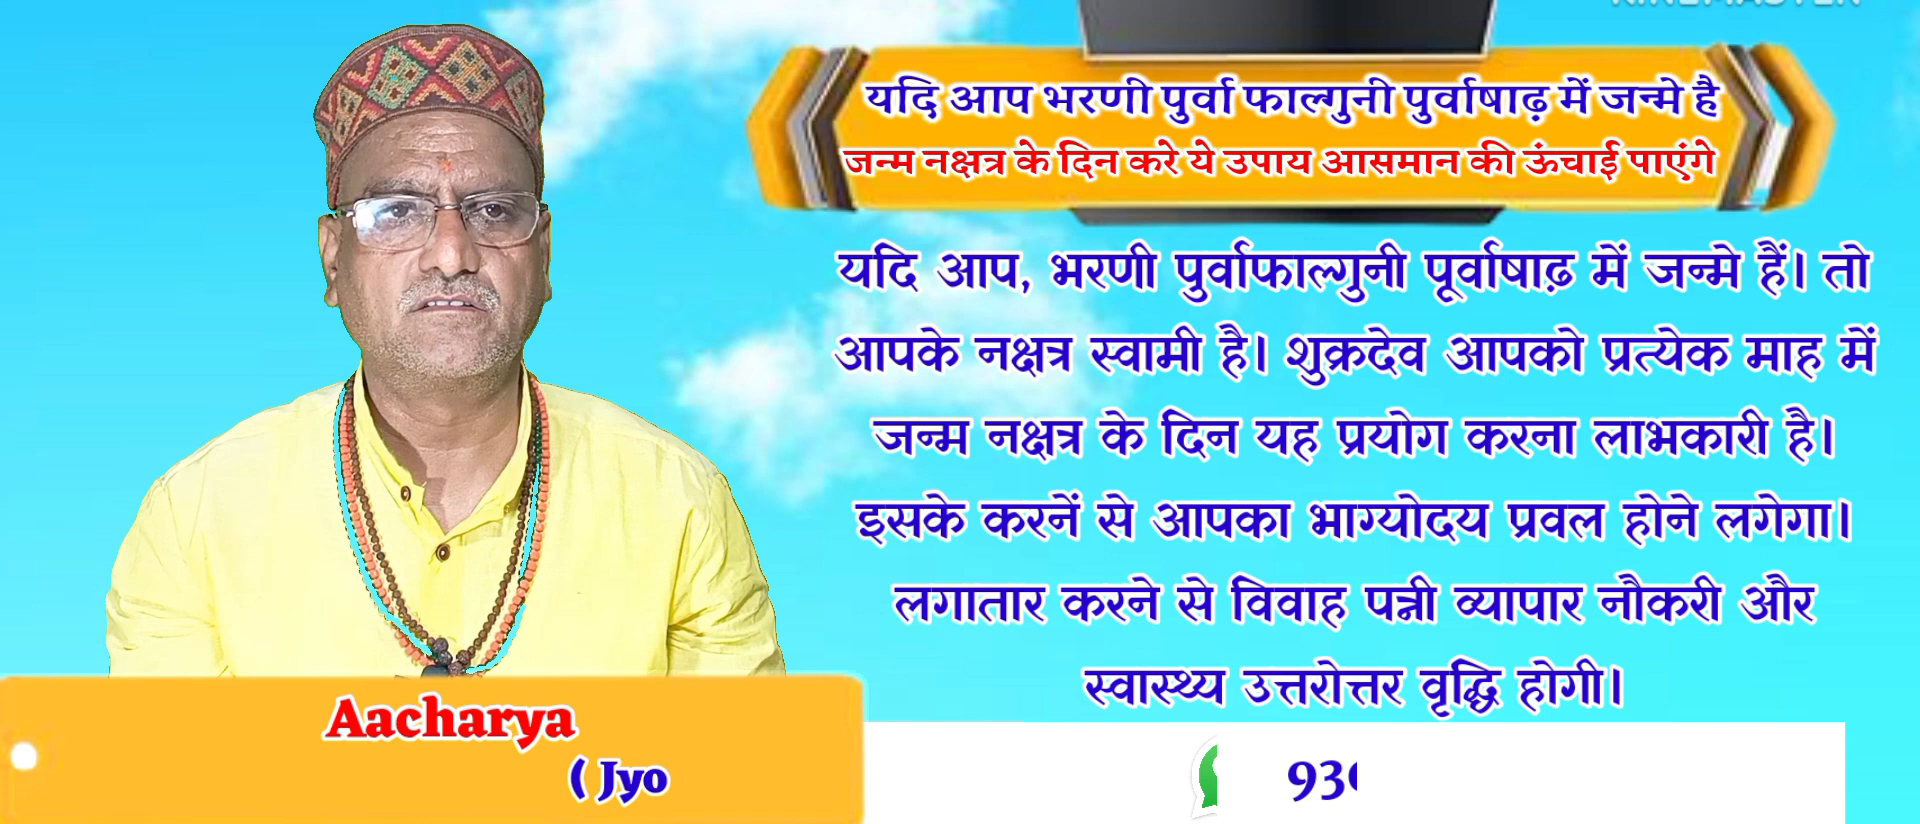 यदि आप भरणी पुर्वा फाल्गुनी पुर्वाषाढ़ में जन्मे है
जन्म नक्षत्र के दिन करे ये उपाय आसमान की ऊंचाई पाएंगे
यदि आप, भरणी पुर्वाफाल्गुनी पूर्वाषाढ़ में जन्मे हैं। तो
आपके नक्षत्र स्वामी है। शुक्रदेव आपको प्रत्येक माह में
जन्म नक्षत्र के दिन यह प्रयोग करना लाभकारी है।
इसके करनें से आपका भाग्योदय प्रवल होने लगेगा।
लगातार करने से विवाह पत्नी व्यापार नौकरी और
स्वास्थ्य उत्तरोत्तर वृद्धि होगी।
Aacharya
( Jyo
93